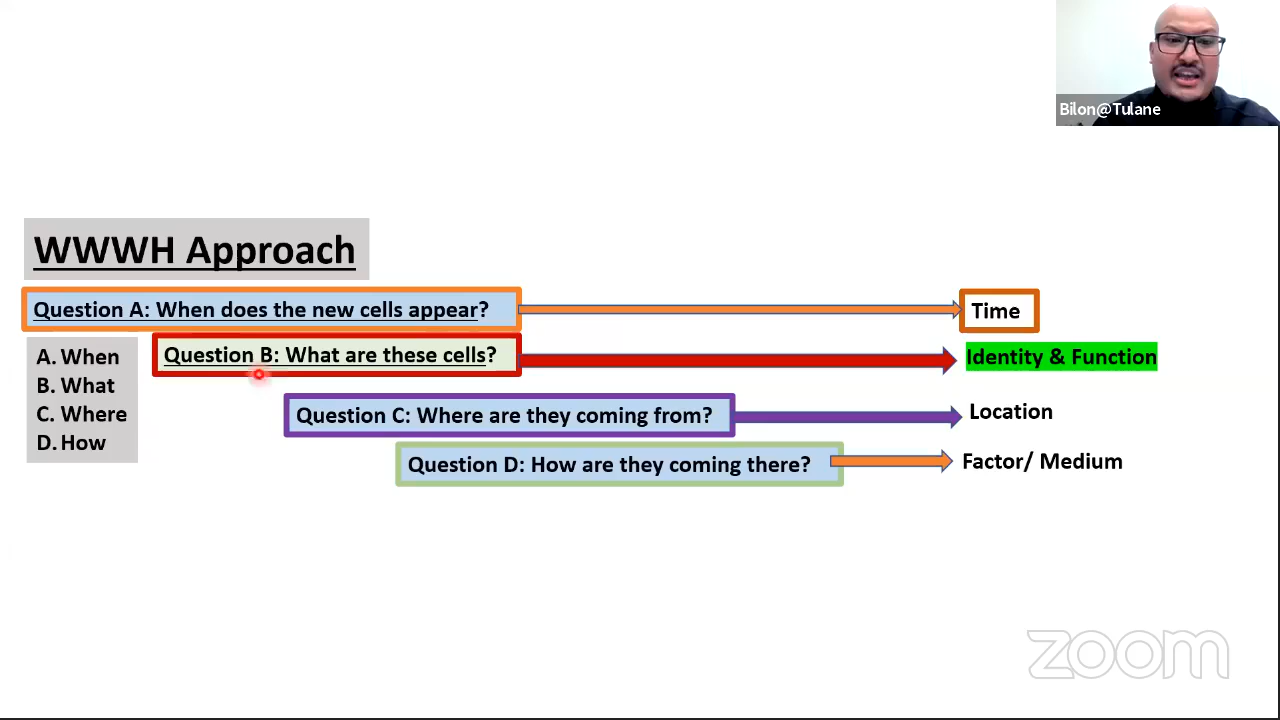 Bilon@Tulane
WWWH Approach
Question A: When does the new cells appear?
Time
A. When
B. What
C. Where
D. How
Question B: What are these cells?
Identity & Function
Question C: Where are they coming from?
Location
Question D: How are they coming there?
Factor/ Medium
zoom